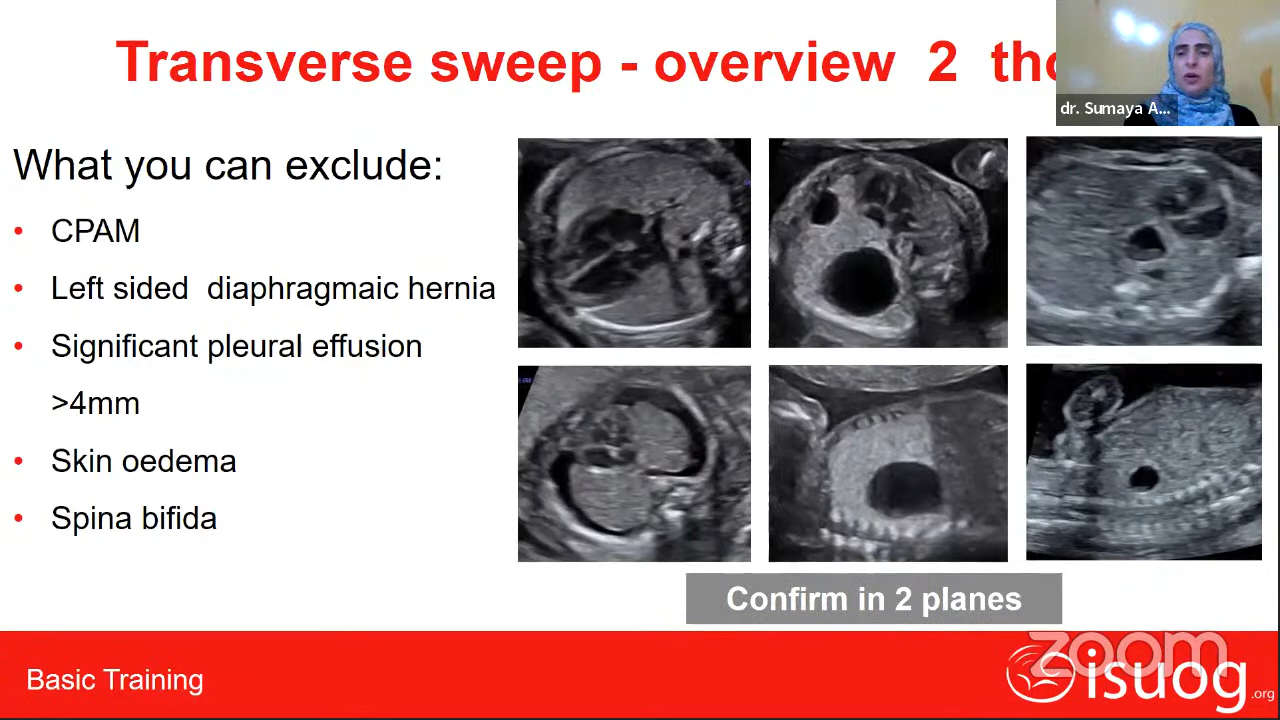 Transverse sweep - overview 2
dr. Sumaya A...
What you can exclude:
• CPAM
• Left sided diaphragmaic hernia
• Significant pleural effusion
>4mm
• Skin oedema
• Spina bifida
Confirm in 2 planes
zoom
Basic Training
isuog.org